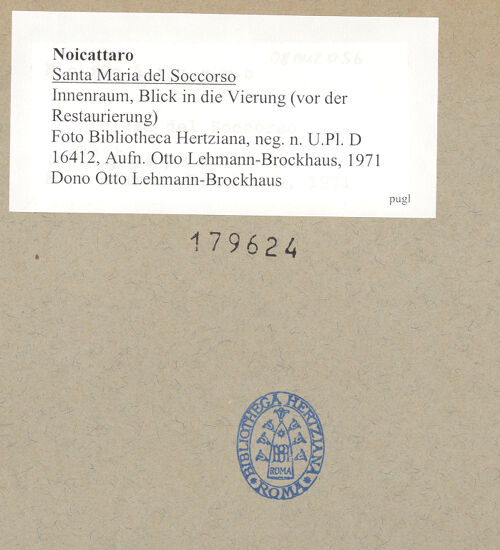 Noicattaro
Santa Maria del Soccorso
Innenraum, Blick in die Vierung (vor der
Restaurierung)
Foto Bibliotheca Hertziana, neg. n. U.Pl. D
16412, Aufn. Otto Lehmann-Brockhaus, 1971
Dono Otto Lehmann-Brockhaus
pugl
179624
BIBLIOTHECA HERTZIANA
ROMA
ROMA